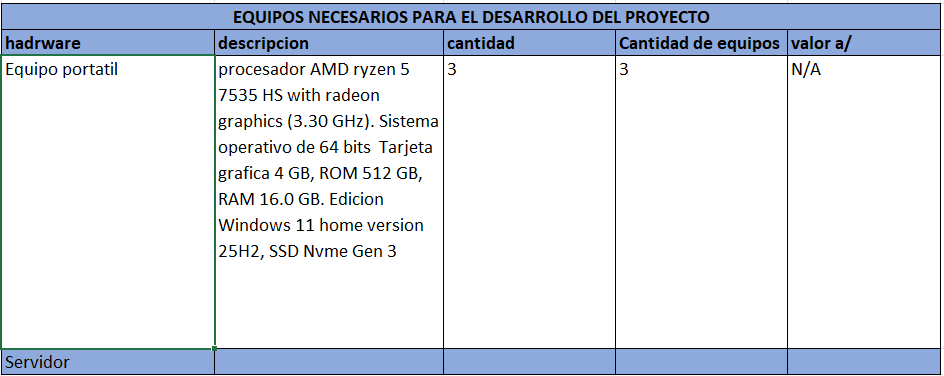 EQUIPOS NECESARIOS PARA EL DESARROLLO DEL PROYECTO
hadrware descripcion cantidad Cantidad de equipos valor a/
Equipo portatil procesador AMD ryzen 5 3 3 N/A
7535 HS with radeon
graphics (3.30 GHz). Sistema
operativo de 64 bits  Tarjeta
grafica 4 GB, ROM 512 GB,
RAM 16.0 GB. Edicion
Windows 11 home version
25H2, SSD Nvme Gen 3
Servidor